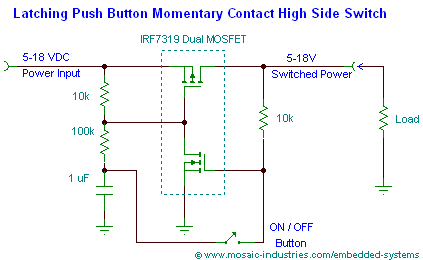 Latching Push Button Momentary Contact High Side Switch
IRF7319 Dual MOSFET
5-18 VDC
Power Input
5-18V
Switched Power
10k
100k
1 uF
10k
Load
ON / OFF
Button
© www.mosaic-industries.com/embedded-systems